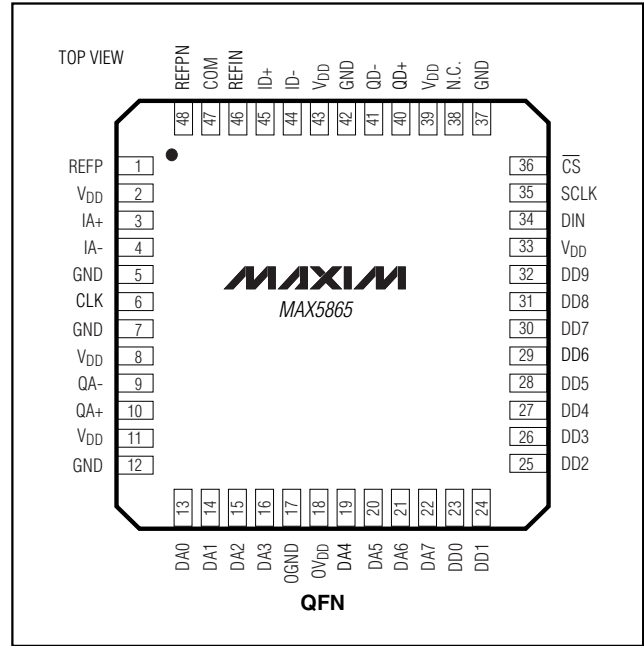 TOP VIEW
REFPN COM REFIN ID+ ID- VDD GND QD- QD+ VDD N.C. GND
48 47 46 45 44 43 42 41 40 39 38 37
REFP 1
VDD 2
IA+ 3
IA- 4
GND 5
CLK 6
GND 7
VDD 8
QA- 9
QA+ 10
VDD 11
GND 12
MAXIM
MAX5865
36 CS
35 SCLK
34 DIN
33 VDD
32 DD9
31 DD8
30 DD7
29 DD6
28 DD5
27 DD4
26 DD3
25 DD2
13 14 15 16 17 18 19 20 21 22 23 24
DA0 DA1 DA2 DA3 OGND OVDD DA4 DA5 DA6 DA7 DD0 DD1
QFN